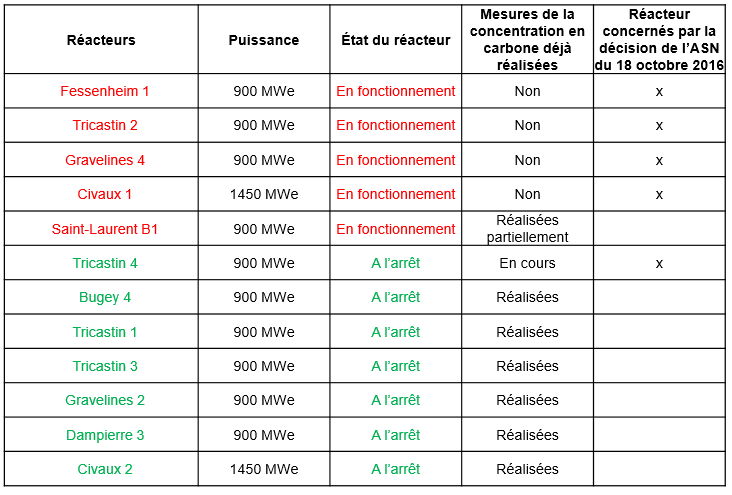 Réacteurs Puissance État du réacteur Mesures de la concentration en carbone déjà réalisées Réacteur concernés par la décision de l'ASN du 18 octobre 2016
Fessenheim 1 900 MWe En fonctionnement Non x
Tricastin 2 900 MWe En fonctionnement Non x
Gravelines 4 900 MWe En fonctionnement Non x
Civaux 1 1450 MWe En fonctionnement Non x
Saint-Laurent B1 900 MWe En fonctionnement Réalisées partiellement
Tricastin 4 900 MWe A l'arrêt En cours x
Bugey 4 900 MWe A l'arrêt Réalisées
Tricastin 1 900 MWe A l'arrêt Réalisées
Tricastin 3 900 MWe A l'arrêt Réalisées
Gravelines 2 900 MWe A l'arrêt Réalisées
Dampierre 3 900 MWe A l'arrêt Réalisées
Civaux 2 1450 MWe A l'arrêt Réalisées